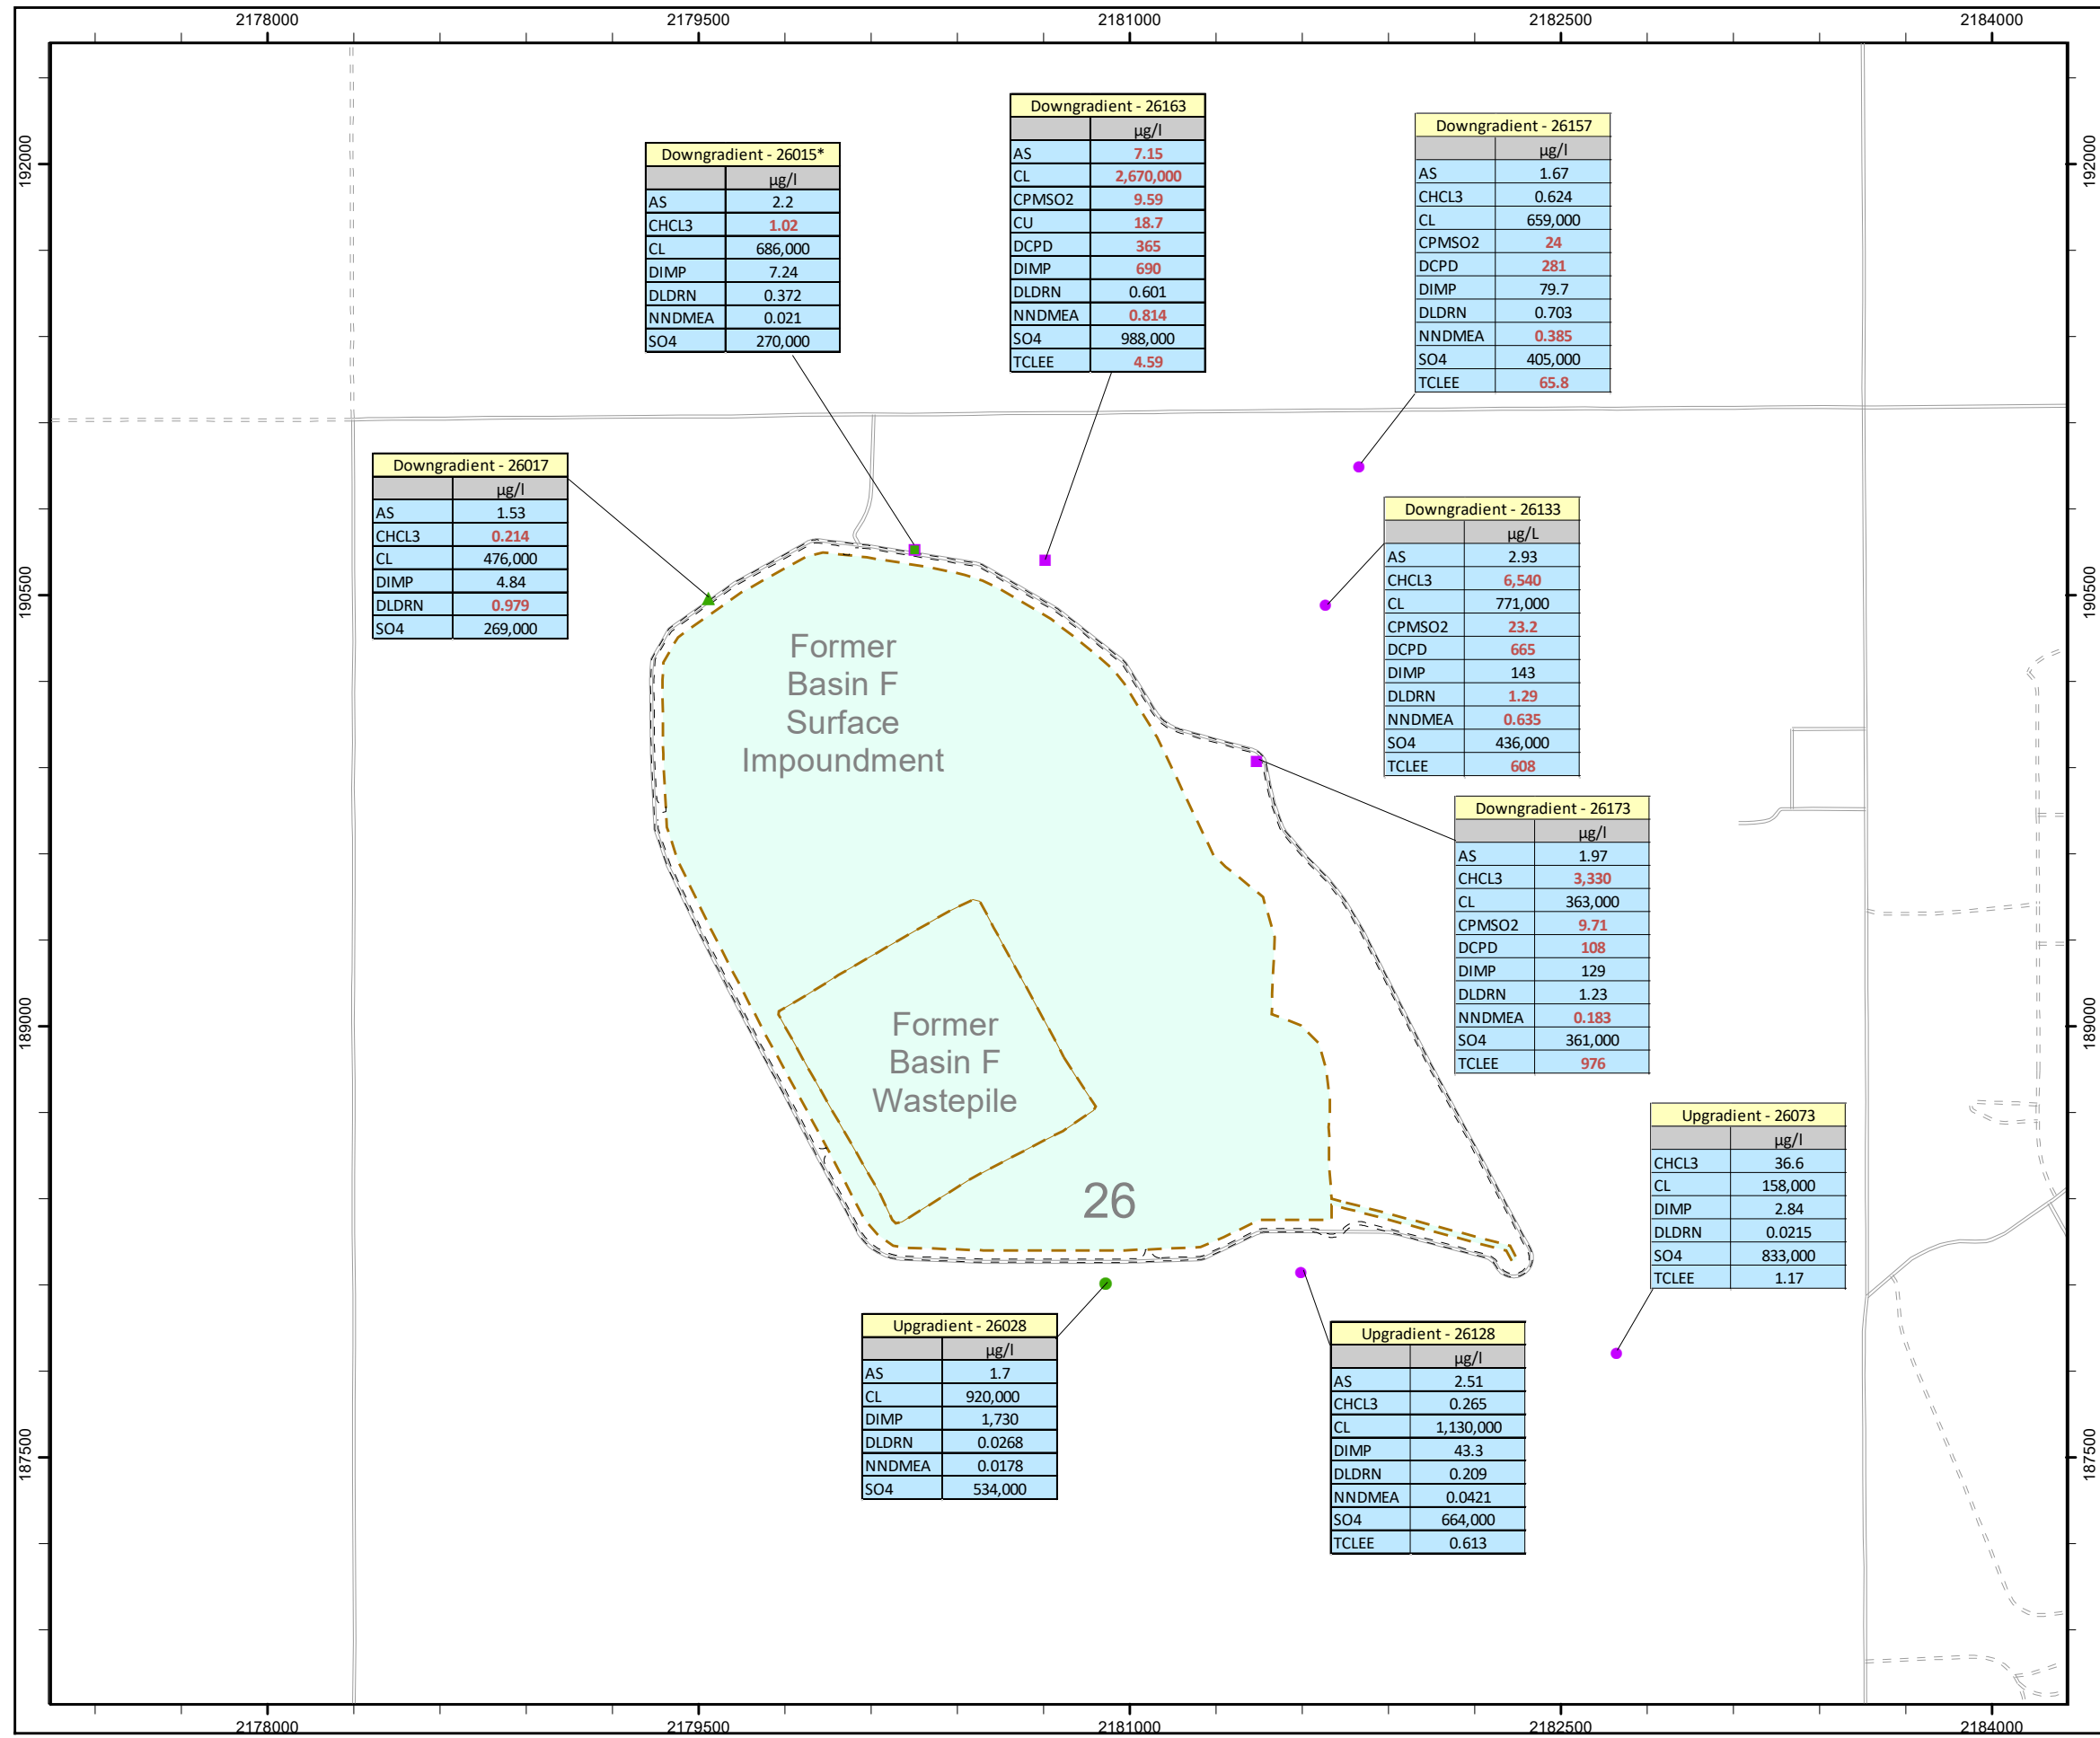 2178000 2179500 2181000 2182500 2184000
192000
192000
190500
190500
189000
189000
187500
187500
Downgradient - 26163
µg/l
AS 7.15
CL 2,670,000
CPMSO2 9.59
CU 18.7
DCPD 365
DIMP 690
DLDRN 0.601
NNDMEA 0.814
SO4 988,000
TCLEE 4.59
Downgradient - 26157
µg/l
AS 1.67
CHCL3 0.624
CL 659,000
CPMSO2 24
DCPD 281
DIMP 79.7
DLDRN 0.703
NNDMEA 0.385
SO4 405,000
TCLEE 65.8
Downgradient - 26015*
µg/l
AS 2.2
CHCL3 1.02
CL 686,000
DIMP 7.24
DLDRN 0.372
NNDMEA 0.021
SO4 270,000
Downgradient - 26017
µg/l
AS 1.53
CHCL3 0.214
CL 476,000
DIMP 4.84
DLDRN 0.979
SO4 269,000
Downgradient - 26133
µg/L
AS 2.93
CHCL3 6,540
CL 771,000
CPMSO2 23.2
DCPD 665
DIMP 143
DLDRN 1.29
NNDMEA 0.635
SO4 436,000
TCLEE 608
Former
Basin F
Surface
Impoundment
Downgradient - 26173
µg/l
AS 1.97
CHCL3 3,330
CL 363,000
CPMSO2 9.71
DCPD 108
DIMP 129
DLDRN 1.23
NNDMEA 0.183
SO4 361,000
TCLEE 976
Former
Basin F
Wastepile
26
Upgradient - 26073
µg/l
CHCL3 36.6
CL 158,000
DIMP 2.84
DLDRN 0.0215
SO4 833,000
TCLEE 1.17
Upgradient - 26028
µg/l
AS 1.7
CL 920,000
DIMP 1,730
DLDRN 0.0268
NNDMEA 0.0178
SO4 534,000
Upgradient - 26128
µg/l
AS 2.51
CHCL3 0.265
CL 1,130,000
DIMP 43.3
DLDRN 0.209
NNDMEA 0.0421
SO4 664,000
TCLEE 0.613
2178000 2179500 2181000 2182500 2184000